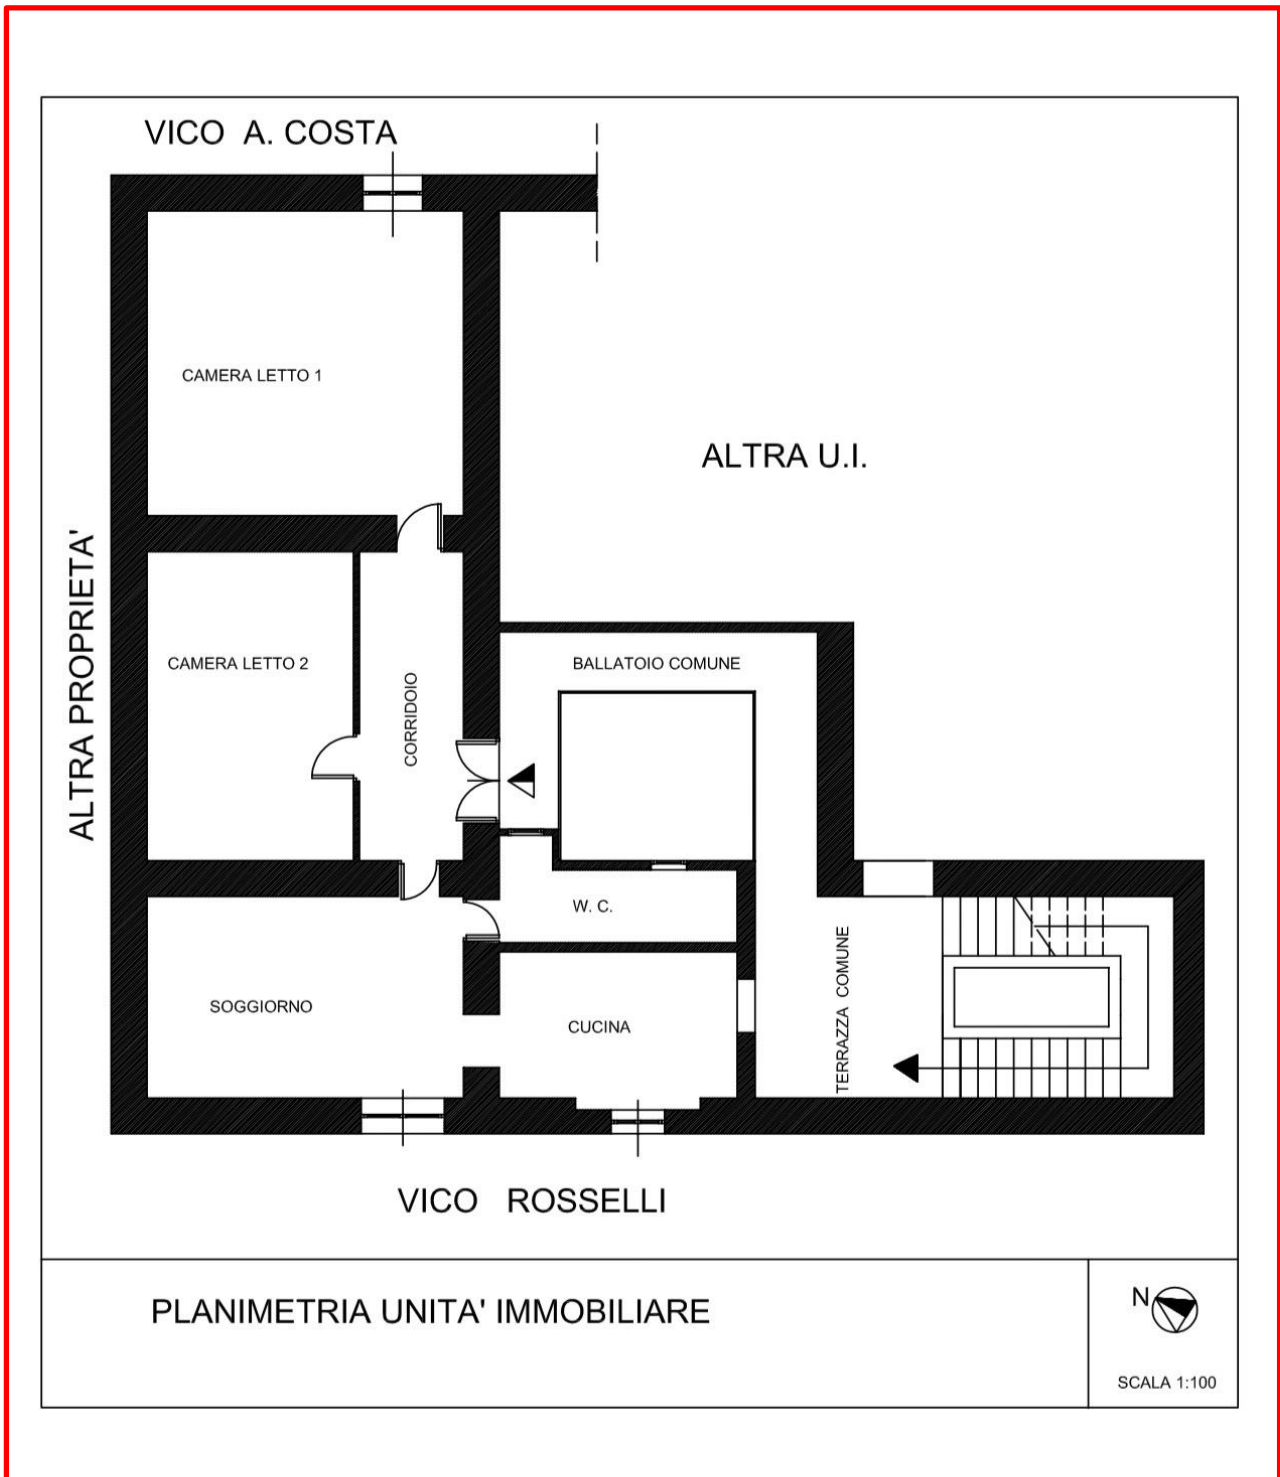 VICO A. COSTA
CAMERA LETTO 1
ALTRA U.I.
ALTRA PROPRIETA'
CAMERA LETTO 2
CORRIDOIO
BALLATOIO COMUNE
W. C.
SOGGIORNO
CUCINA
TERRAZZA COMUNE
VICO ROSSELLI
PLANIMETRIA UNITA' IMMOBILIARE
N
SCALA 1:100